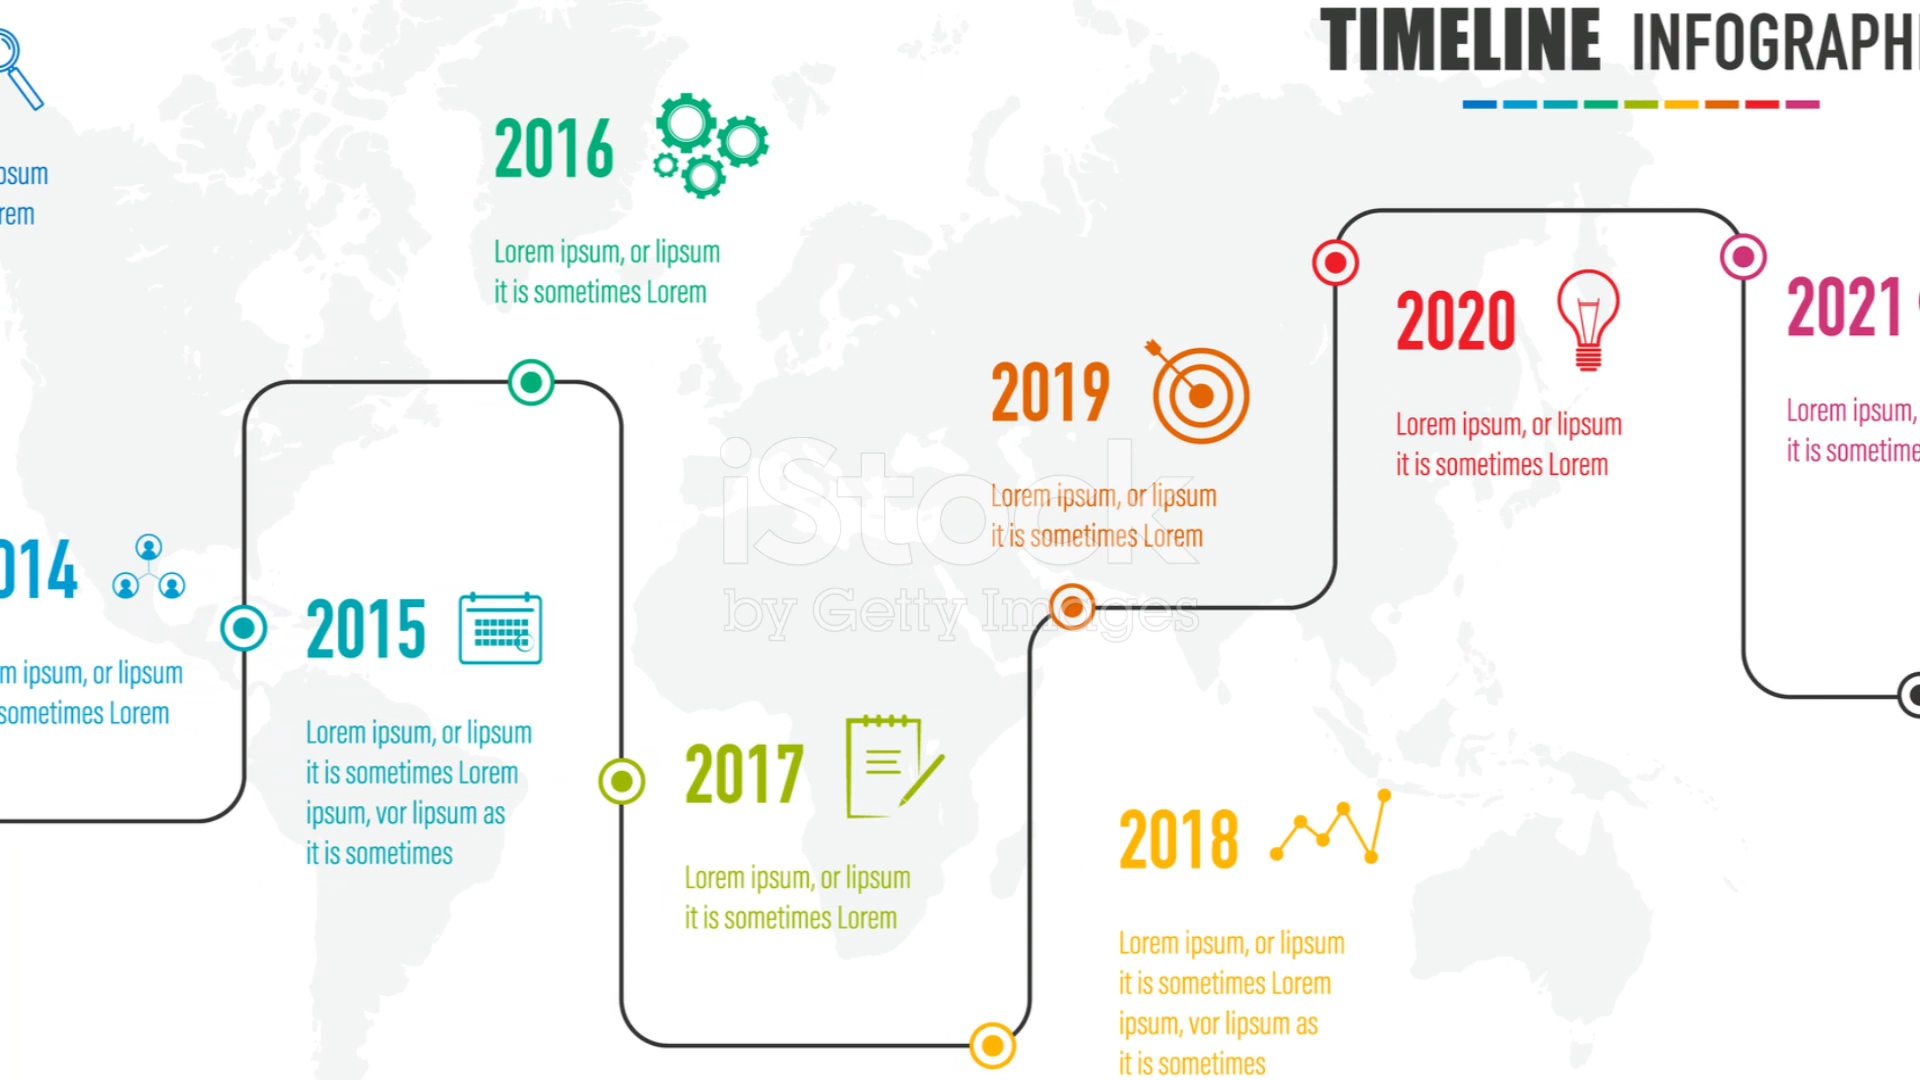 TIMELINE INFOGRAPHI
osum
rem
2016
Lorem ipsum, or lipsum
it is sometimes Lorem
014
m ipsum, or lipsum
sometimes Lorem
2015
Lorem ipsum, or lipsum
it is sometimes Lorem
ipsum, vor lipsum as
it is sometimes
2017
Lorem ipsum, or lipsum
it is sometimes Lorem
2018
Lorem ipsum, or lipsum
it is sometimes Lorem
ipsum, vor lipsum as
it is sometimes
2019
Lorem ipsum, or lipsum
it is sometimes Lorem
2020
Lorem ipsum, or lipsum
it is sometimes Lorem
2021
Lorem ipsum,
it is sometime
iStock
by Getty Images